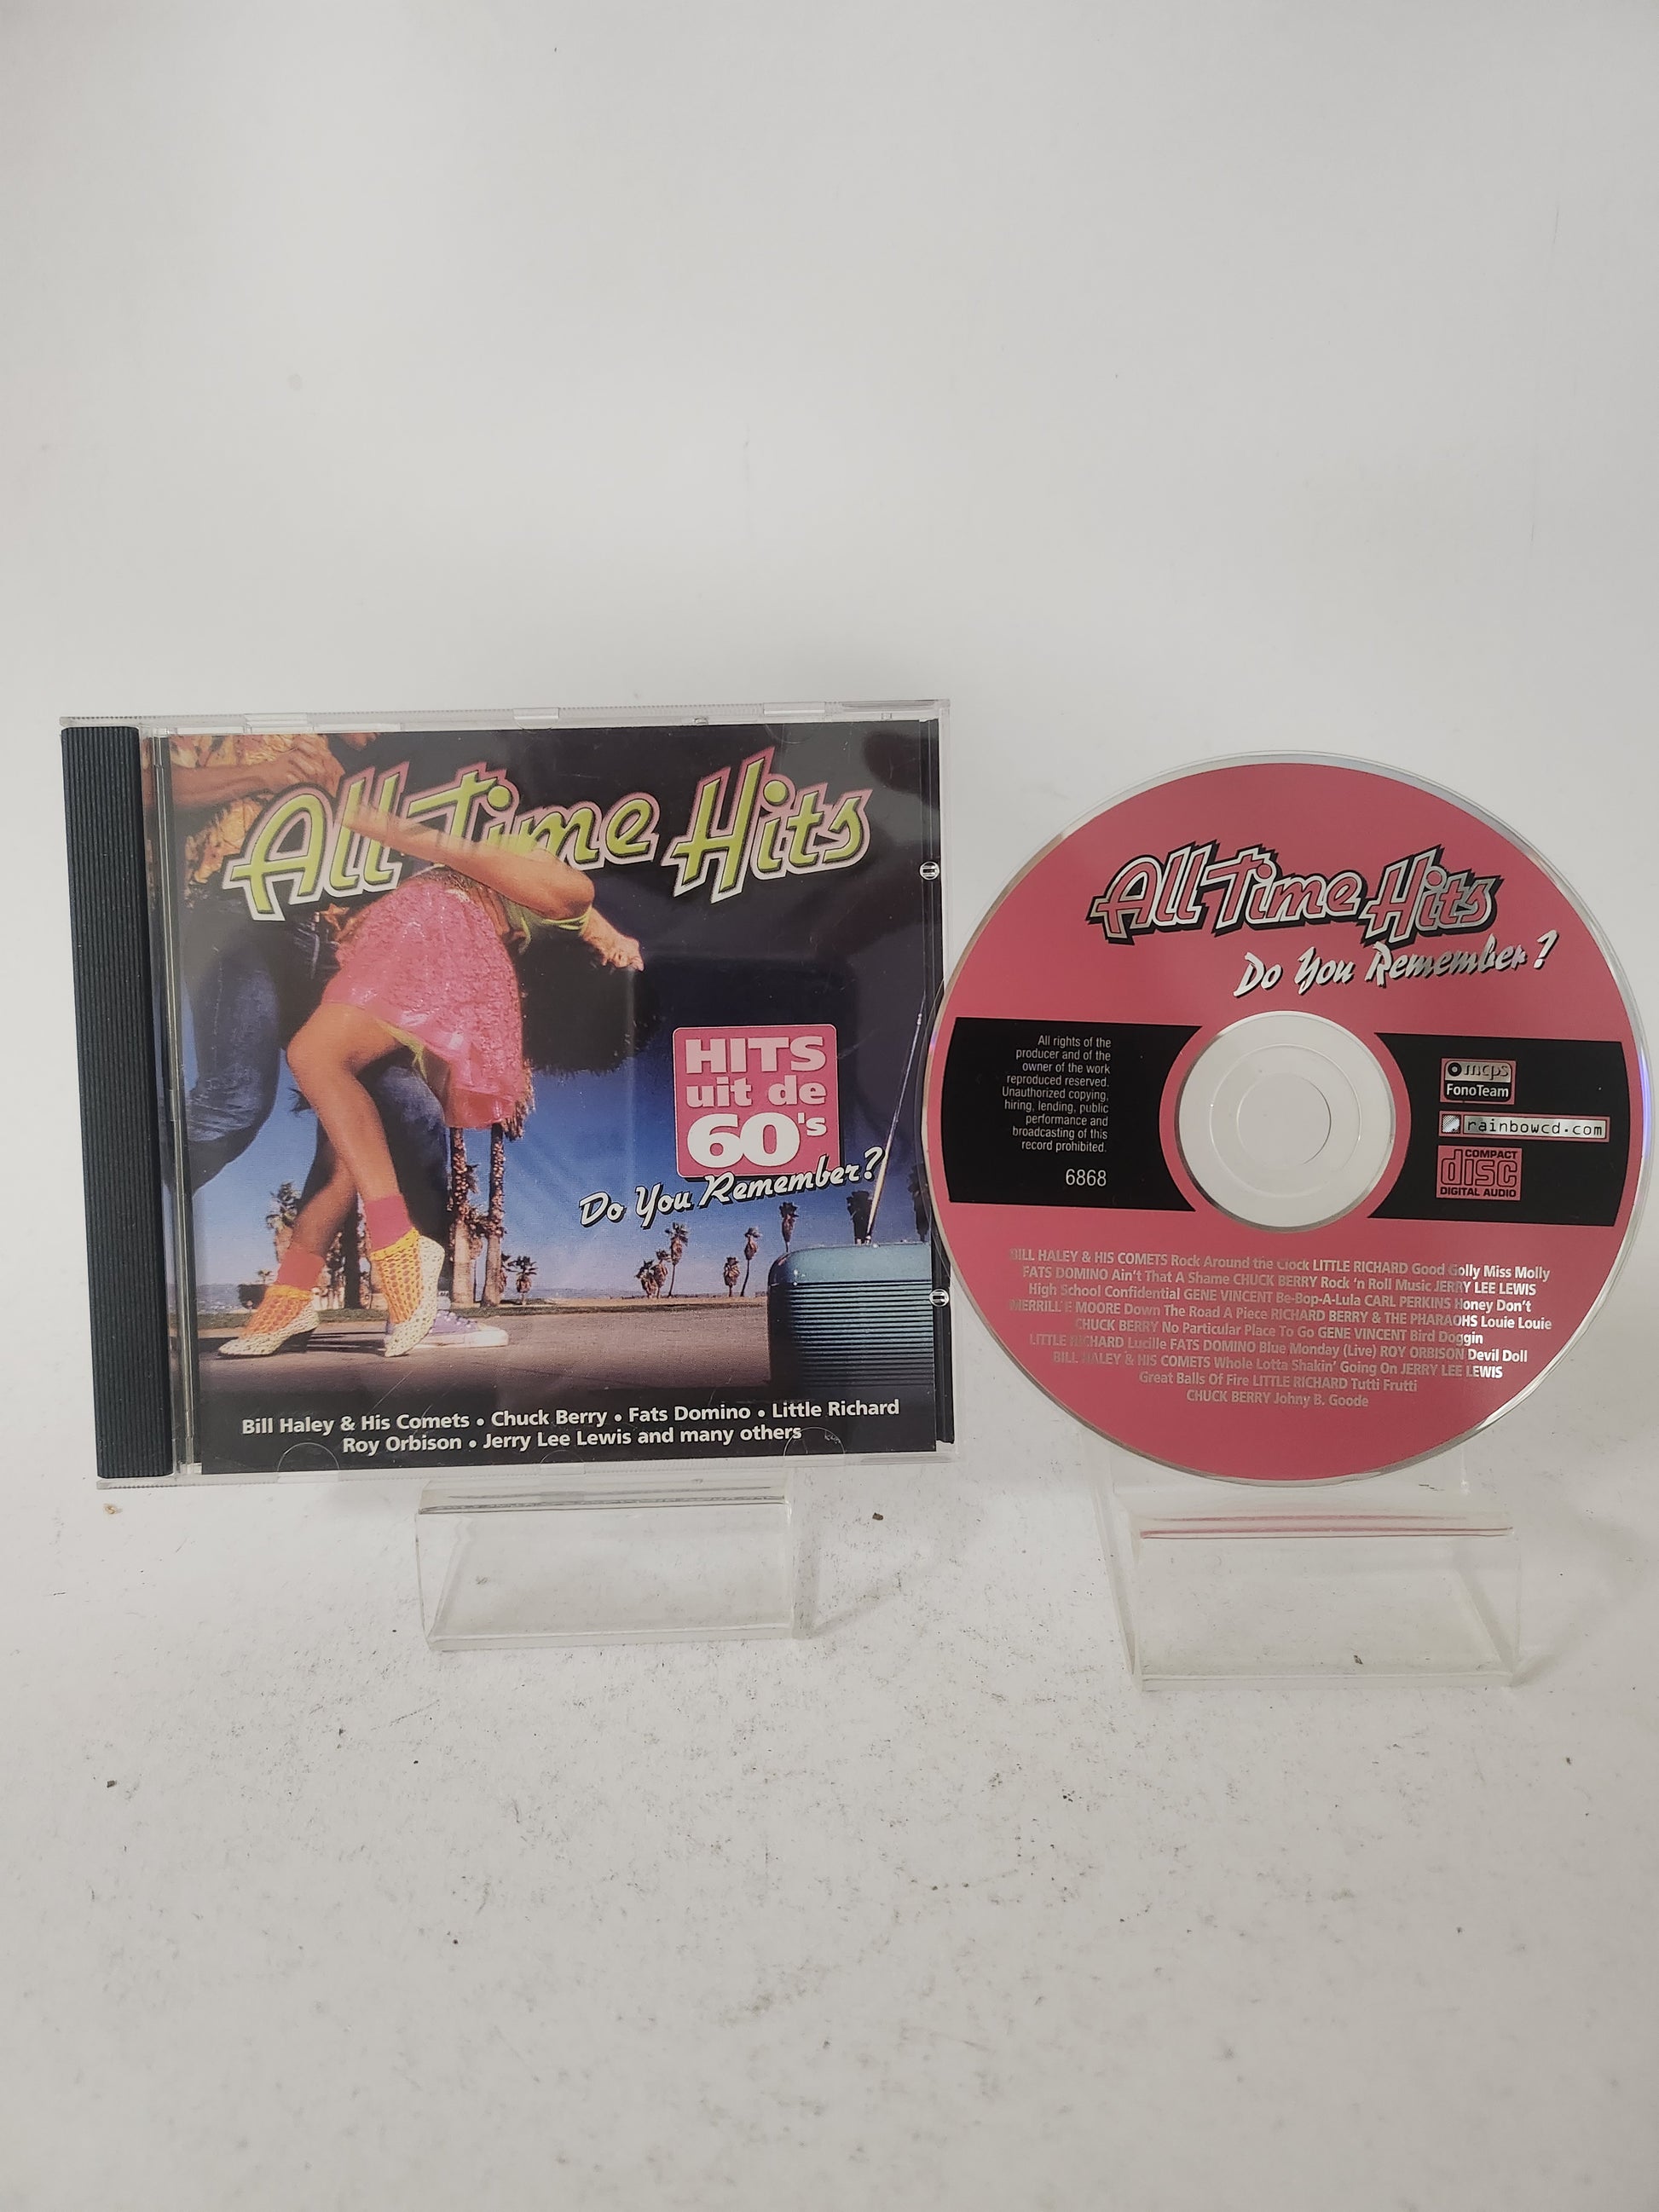 All Time Hits
HITS
uit de
60's
Do You Remember?
Bill Haley & His Comets • Chuck Berry • Fats Domino • Little Richard
Roy Orbison • Jerry Lee Lewis and many others
All Time Hits
Do You Remember?
All rights of the
producer and of the
owner of the work
reproduced reserved.
Unauthorized copying,
hiring, lending, public
performance and
broadcasting of this
record prohibited.
6868
mcps
FonoTeam
rainbowcd.com
COMPACT
disc
DIGITAL AUDIO
BILL HALEY & HIS COMETS Rock Around the Clock LITTLE RICHARD Good Golly Miss Molly
FATS DOMINO Ain't That A Shame CHUCK BERRY Rock 'n Roll Music JERRY LEE LEWIS
High School Confidential GENE VINCENT Be-Bop-A-Lula CARL PERKINS Honey Don't
MERRILL E MOORE Down The Road A Piece RICHARD BERRY & THE PHARAOHS Louie Louie
CHUCK BERRY No Particular Place To Go GENE VINCENT Bird Doggin
LITTLE RICHARD Lucille FATS DOMINO Blue Monday (Live) ROY ORBISON Devil Doll
BILL HALEY & HIS COMETS Whole Lotta Shakin' Going On JERRY LEE LEWIS
Great Balls Of Fire LITTLE RICHARD Tutti Frutti
CHUCK BERRY Johny B. Goode